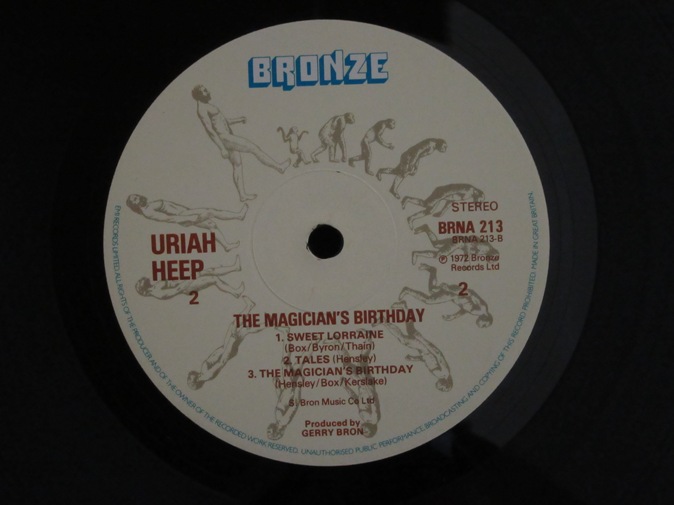 BRONZE
STEREO
BRNA 213
BRNA 213-B
℗ 1972 Bronze
Records Ltd
2
URIAH
HEEP
2
THE MAGICIAN'S BIRTHDAY
1. SWEET LORRAINE
(Box/Byron/Thain)
2. TALES (Hensley)
3. THE MAGICIAN'S BIRTHDAY
(Hensley/Box/Kerslake)
S. Bron Music Co Ltd
Produced by
GERRY BRON
EMI RECORDS LIMITED. ALL RIGHTS OF THE PRODUCER AND OF THE OWNER OF THE RECORDED WORK RESERVED. UNAUTHORISED PUBLIC PERFORMANCE, BROADCASTING AND COPYING OF THIS RECORD PROHIBITED. MADE IN GREAT BRITAIN.